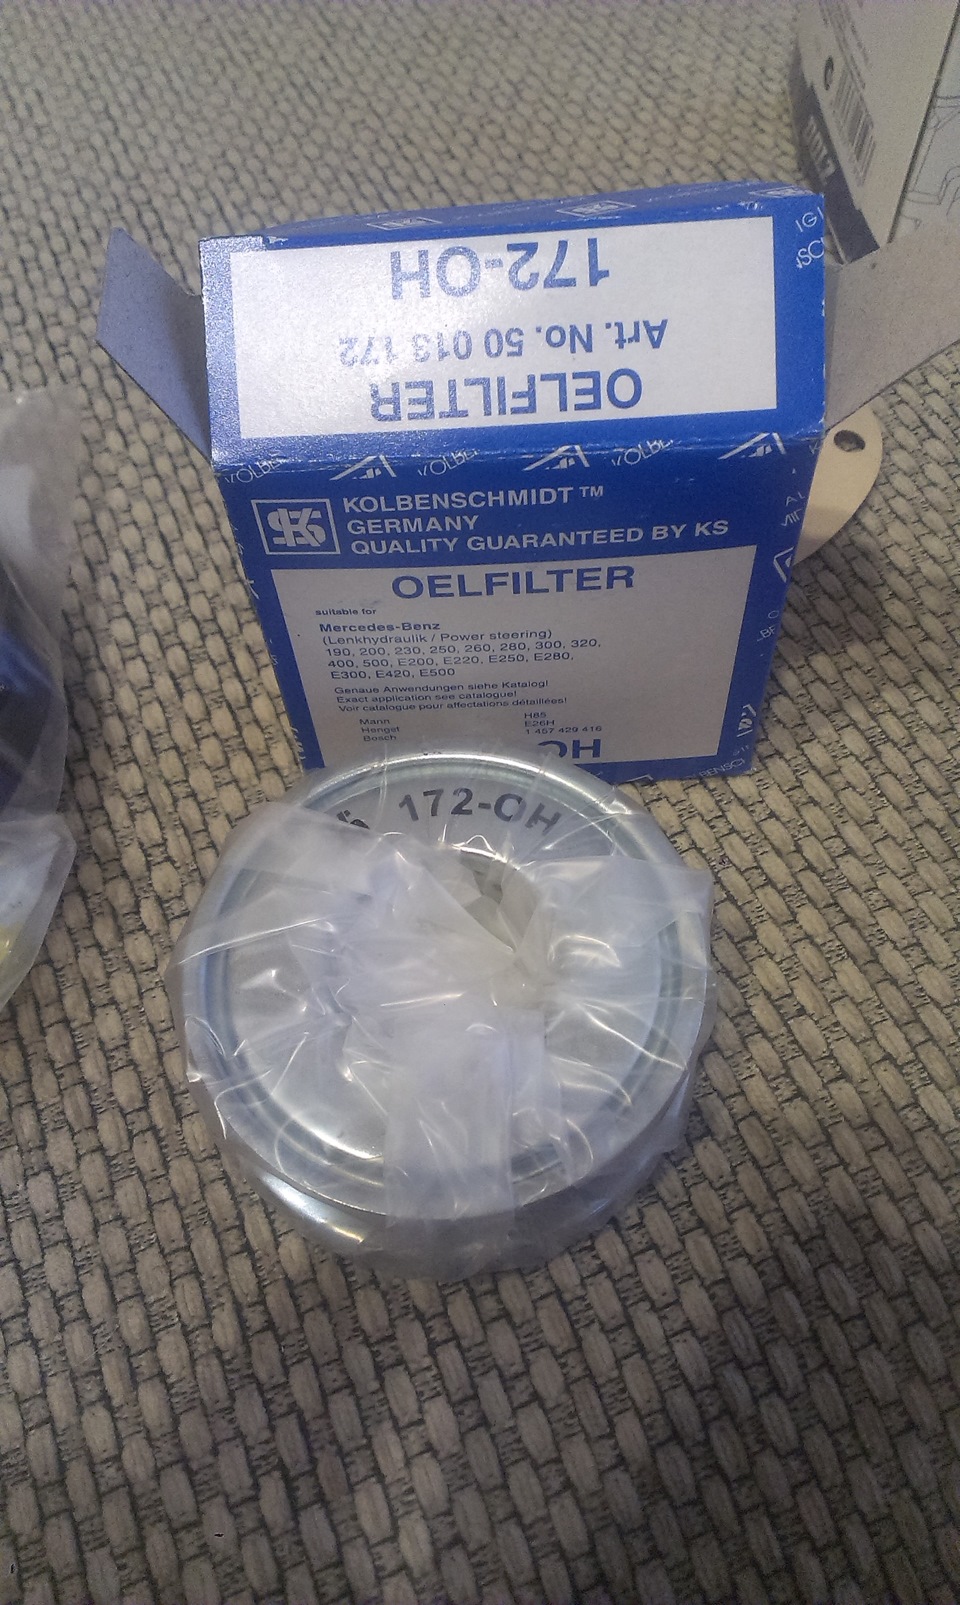 172-OH
Art. No. 50 013 172
OELFILTER
KOLBENSCHMIDT™
GERMANY
QUALITY GUARANTEED BY KS
OELFILTER
suitable for
Mercedes-Benz
(Lenkhydraulik / Power steering)
190, 200, 230, 250, 260, 280, 300, 320,
400, 500, E200, E220, E250, E280,
E300, E420, E500
Genaue Anwendungen siehe Katalog!
Exact application see catalogue!
Voir catalogue pour affectations détaillées!
Mann H85
Hengst E26H
Bosch 1 457 429 416
OH
172-OH